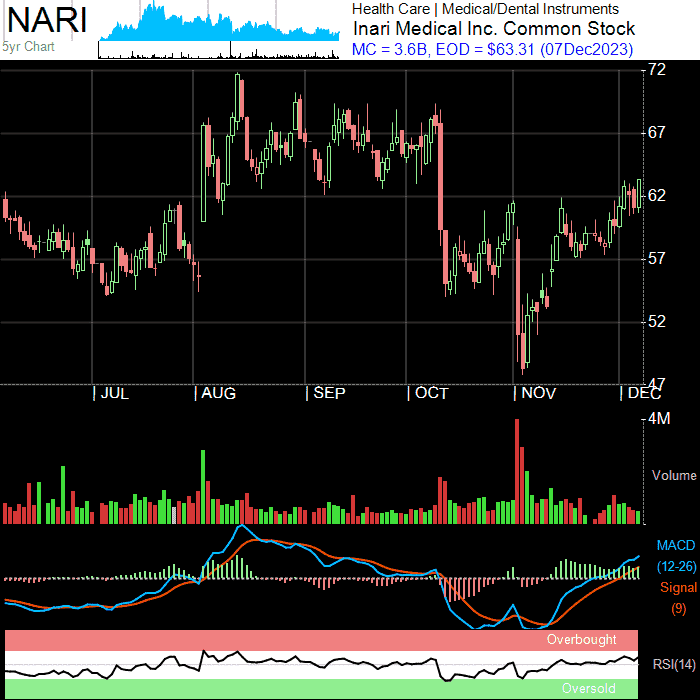 NARI
5yr Chart
Health Care | Medical/Dental Instruments
Inari Medical Inc. Common Stock
MC = 3.6B, EOD = $63.31 (07Dec2023)
72
67
62
57
52
47
JUL AUG SEP OCT NOV DEC
4M
Volume
MACD
(12-26)
Signal
(9)
Overbought
RSI(14)
Oversold